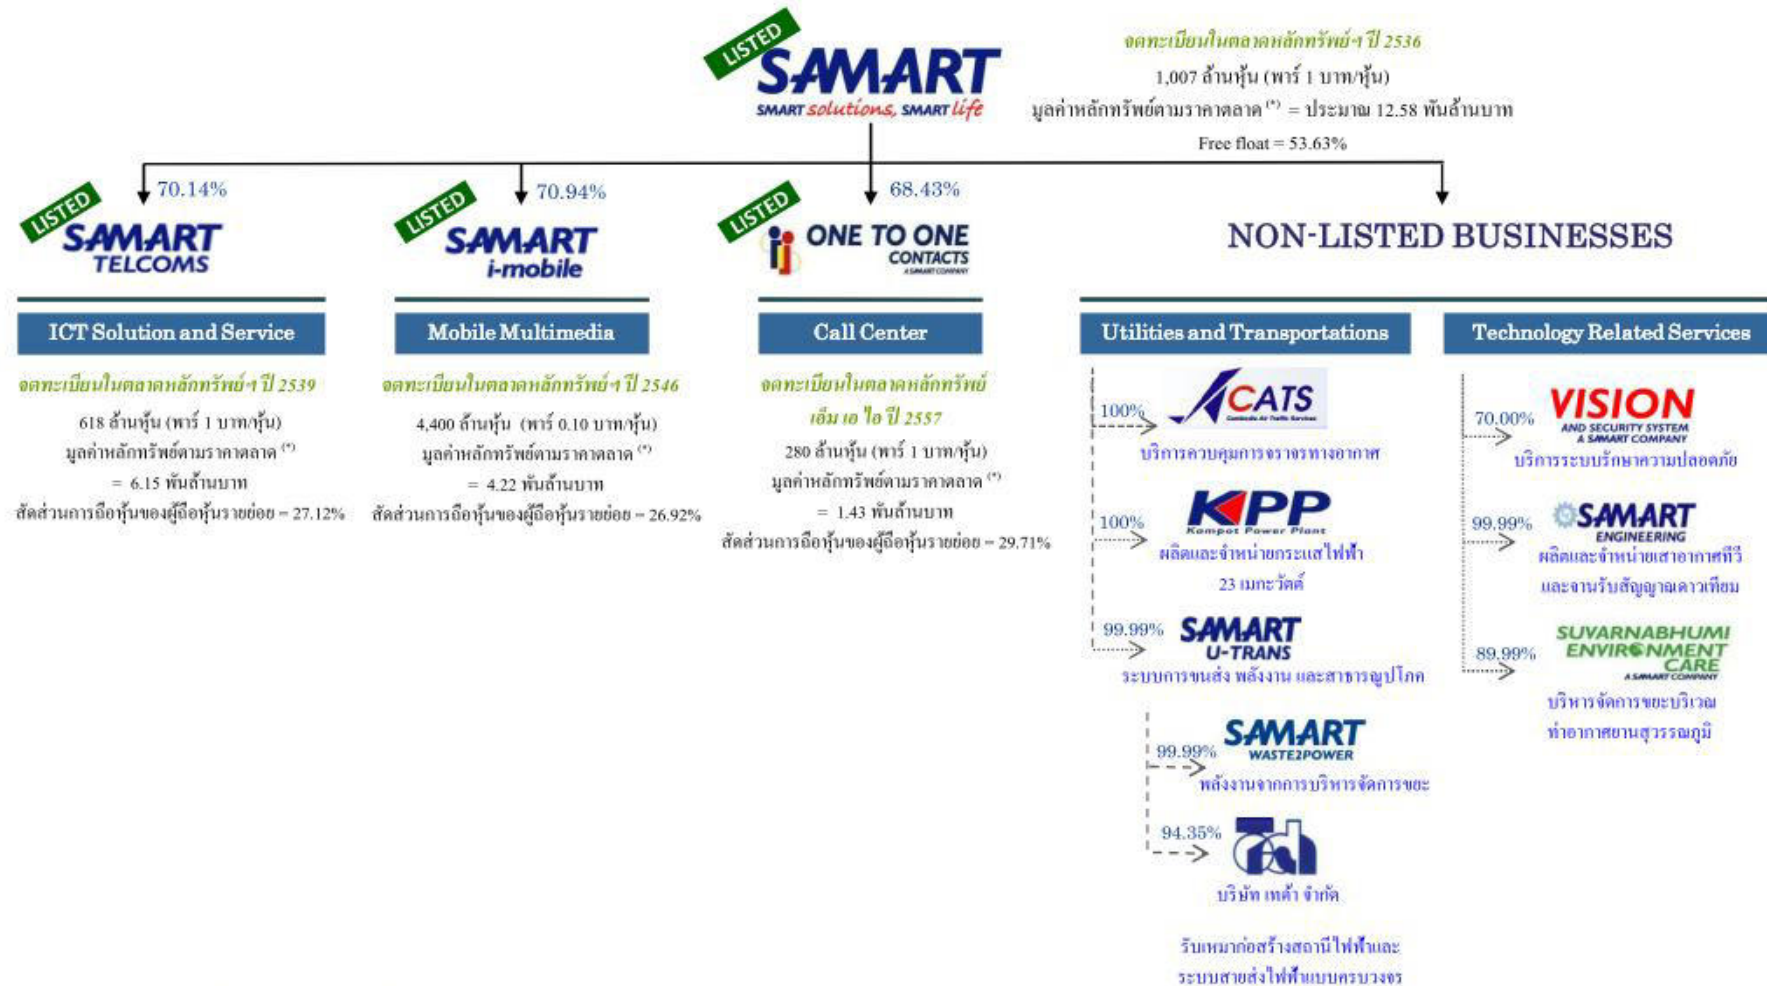 LISTED
SAMART
SMART solutions, SMART life
จดทะเบียนในตลาดหลักทรัพย์ฯ ปี 2536
1,007 ล้านหุ้น (พาร์ 1 บาท/หุ้น)
มูลค่าหลักทรัพย์ตามราคาตลาด (*) = ประมาณ 12.58 พันล้านบาท
Free float = 53.63%
70.14%
LISTED
SAMART
TELCOMS
ICT Solution and Service
จดทะเบียนในตลาดหลักทรัพย์ฯ ปี 2539
618 ล้านหุ้น (พาร์ 1 บาท/หุ้น)
มูลค่าหลักทรัพย์ตามราคาตลาด (*)
= 6.15 พันล้านบาท
สัดส่วนการถือหุ้นของผู้ถือหุ้นรายย่อย = 27.12%
70.94%
LISTED
SAMART
i-mobile
Mobile Multimedia
จดทะเบียนในตลาดหลักทรัพย์ฯ ปี 2546
4,400 ล้านหุ้น (พาร์ 0.10 บาท/หุ้น)
มูลค่าหลักทรัพย์ตามราคาตลาด (*)
= 4.22 พันล้านบาท
สัดส่วนการถือหุ้นของผู้ถือหุ้นรายย่อย = 26.92%
68.43%
LISTED
ONE TO ONE
CONTACTS
A SAMART COMPANY
Call Center
จดทะเบียนในตลาดหลักทรัพย์
เอ็ม เอ ไอ ปี 2557
280 ล้านหุ้น (พาร์ 1 บาท/หุ้น)
มูลค่าหลักทรัพย์ตามราคาตลาด (*)
= 1.43 พันล้านบาท
สัดส่วนการถือหุ้นของผู้ถือหุ้นรายย่อย = 29.71%
NON-LISTED BUSINESSES
Utilities and Transportations
100%
CATS
Cambodia Air Traffic Services
บริการควบคุมการจราจรทางอากาศ
100%
KPP
Kampot Power Plant
ผลิตและจำหน่ายกระแสไฟฟ้า
23 เมกะวัตต์
99.99%
SAMART
U-TRANS
ระบบการขนส่ง พลังงาน และสาธารณูปโภค
99.99%
SAMART
WASTE2POWER
พลังงานจากการบริหารจัดการขยะ
94.35%
Teda
บริษัท เทด้า จำกัด
รับเหมาก่อสร้างสถานีไฟฟ้าและ
ระบบสายส่งไฟฟ้าแบบครบวงจร
Technology Related Services
70.00%
VISION
AND SECURITY SYSTEM
A SAMART COMPANY
บริการระบบรักษาความปลอดภัย
99.99%
SAMART
ENGINEERING
ผลิตและจำหน่ายเสาอากาศทีวี
และจานรับสัญญาณดาวเทียม
89.99%
SUVARNABHUMI
ENVIRONMENT
CARE
A SAMART COMPANY
บริหารจัดการขยะบริเวณ
ท่าอากาศยานสุวรรณภูมิ